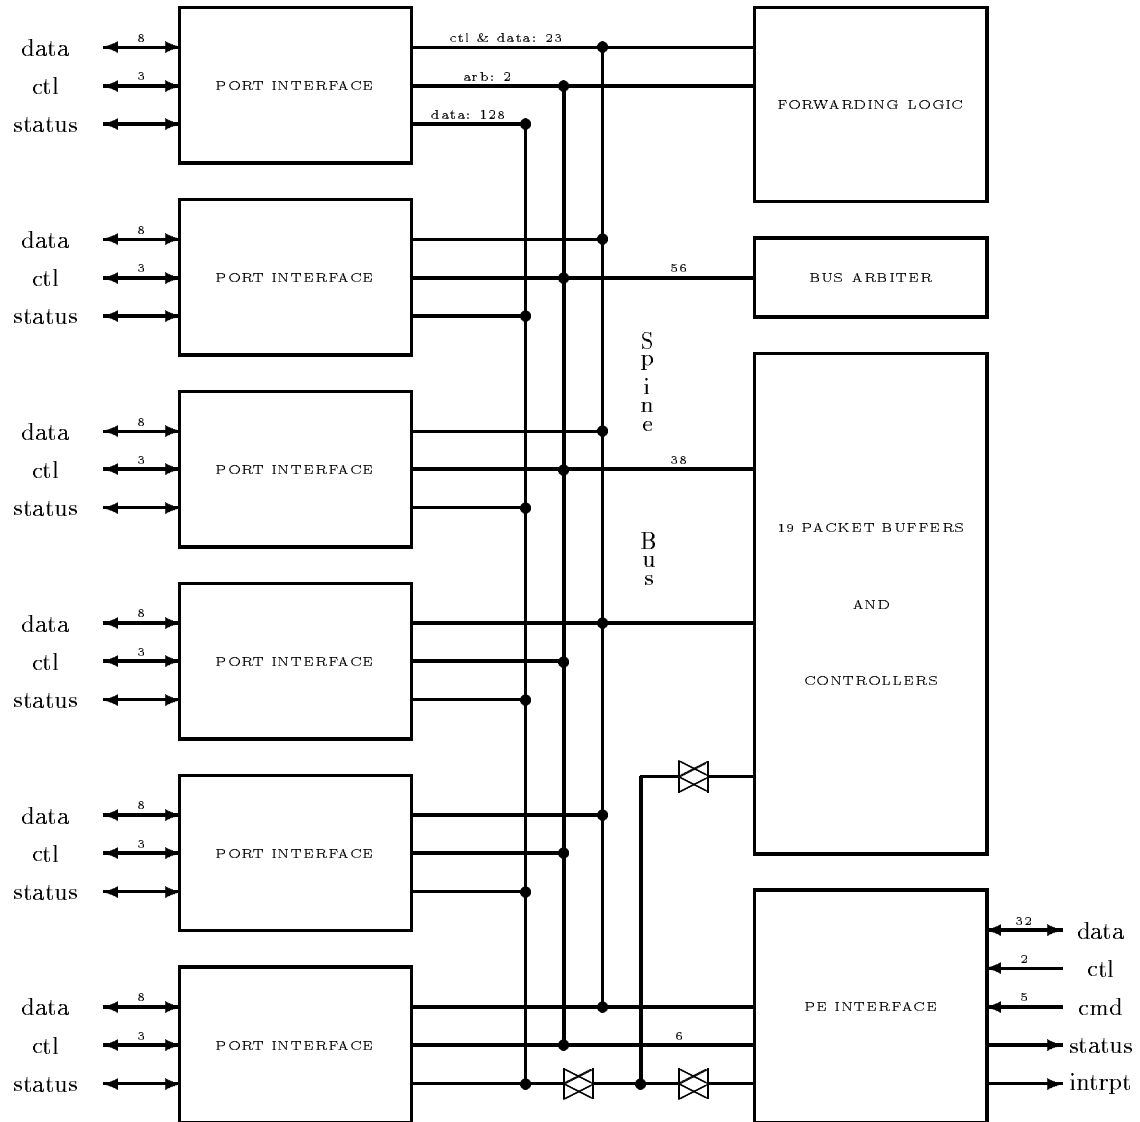 data
8
ctl
3
status
PORT INTERFACE
ctl & data: 23
arb: 2
data: 128
FORWARDING LOGIC
data
8
ctl
3
status
PORT INTERFACE
56
BUS ARBITER
Spine
data
8
ctl
3
status
PORT INTERFACE
38
Bus
19 PACKET BUFFERS
AND
CONTROLLERS
data
8
ctl
3
status
PORT INTERFACE
data
8
ctl
3
status
PORT INTERFACE
data
8
ctl
3
status
PORT INTERFACE
6
PE INTERFACE
32
data
2
ctl
5
cmd
status
intrpt